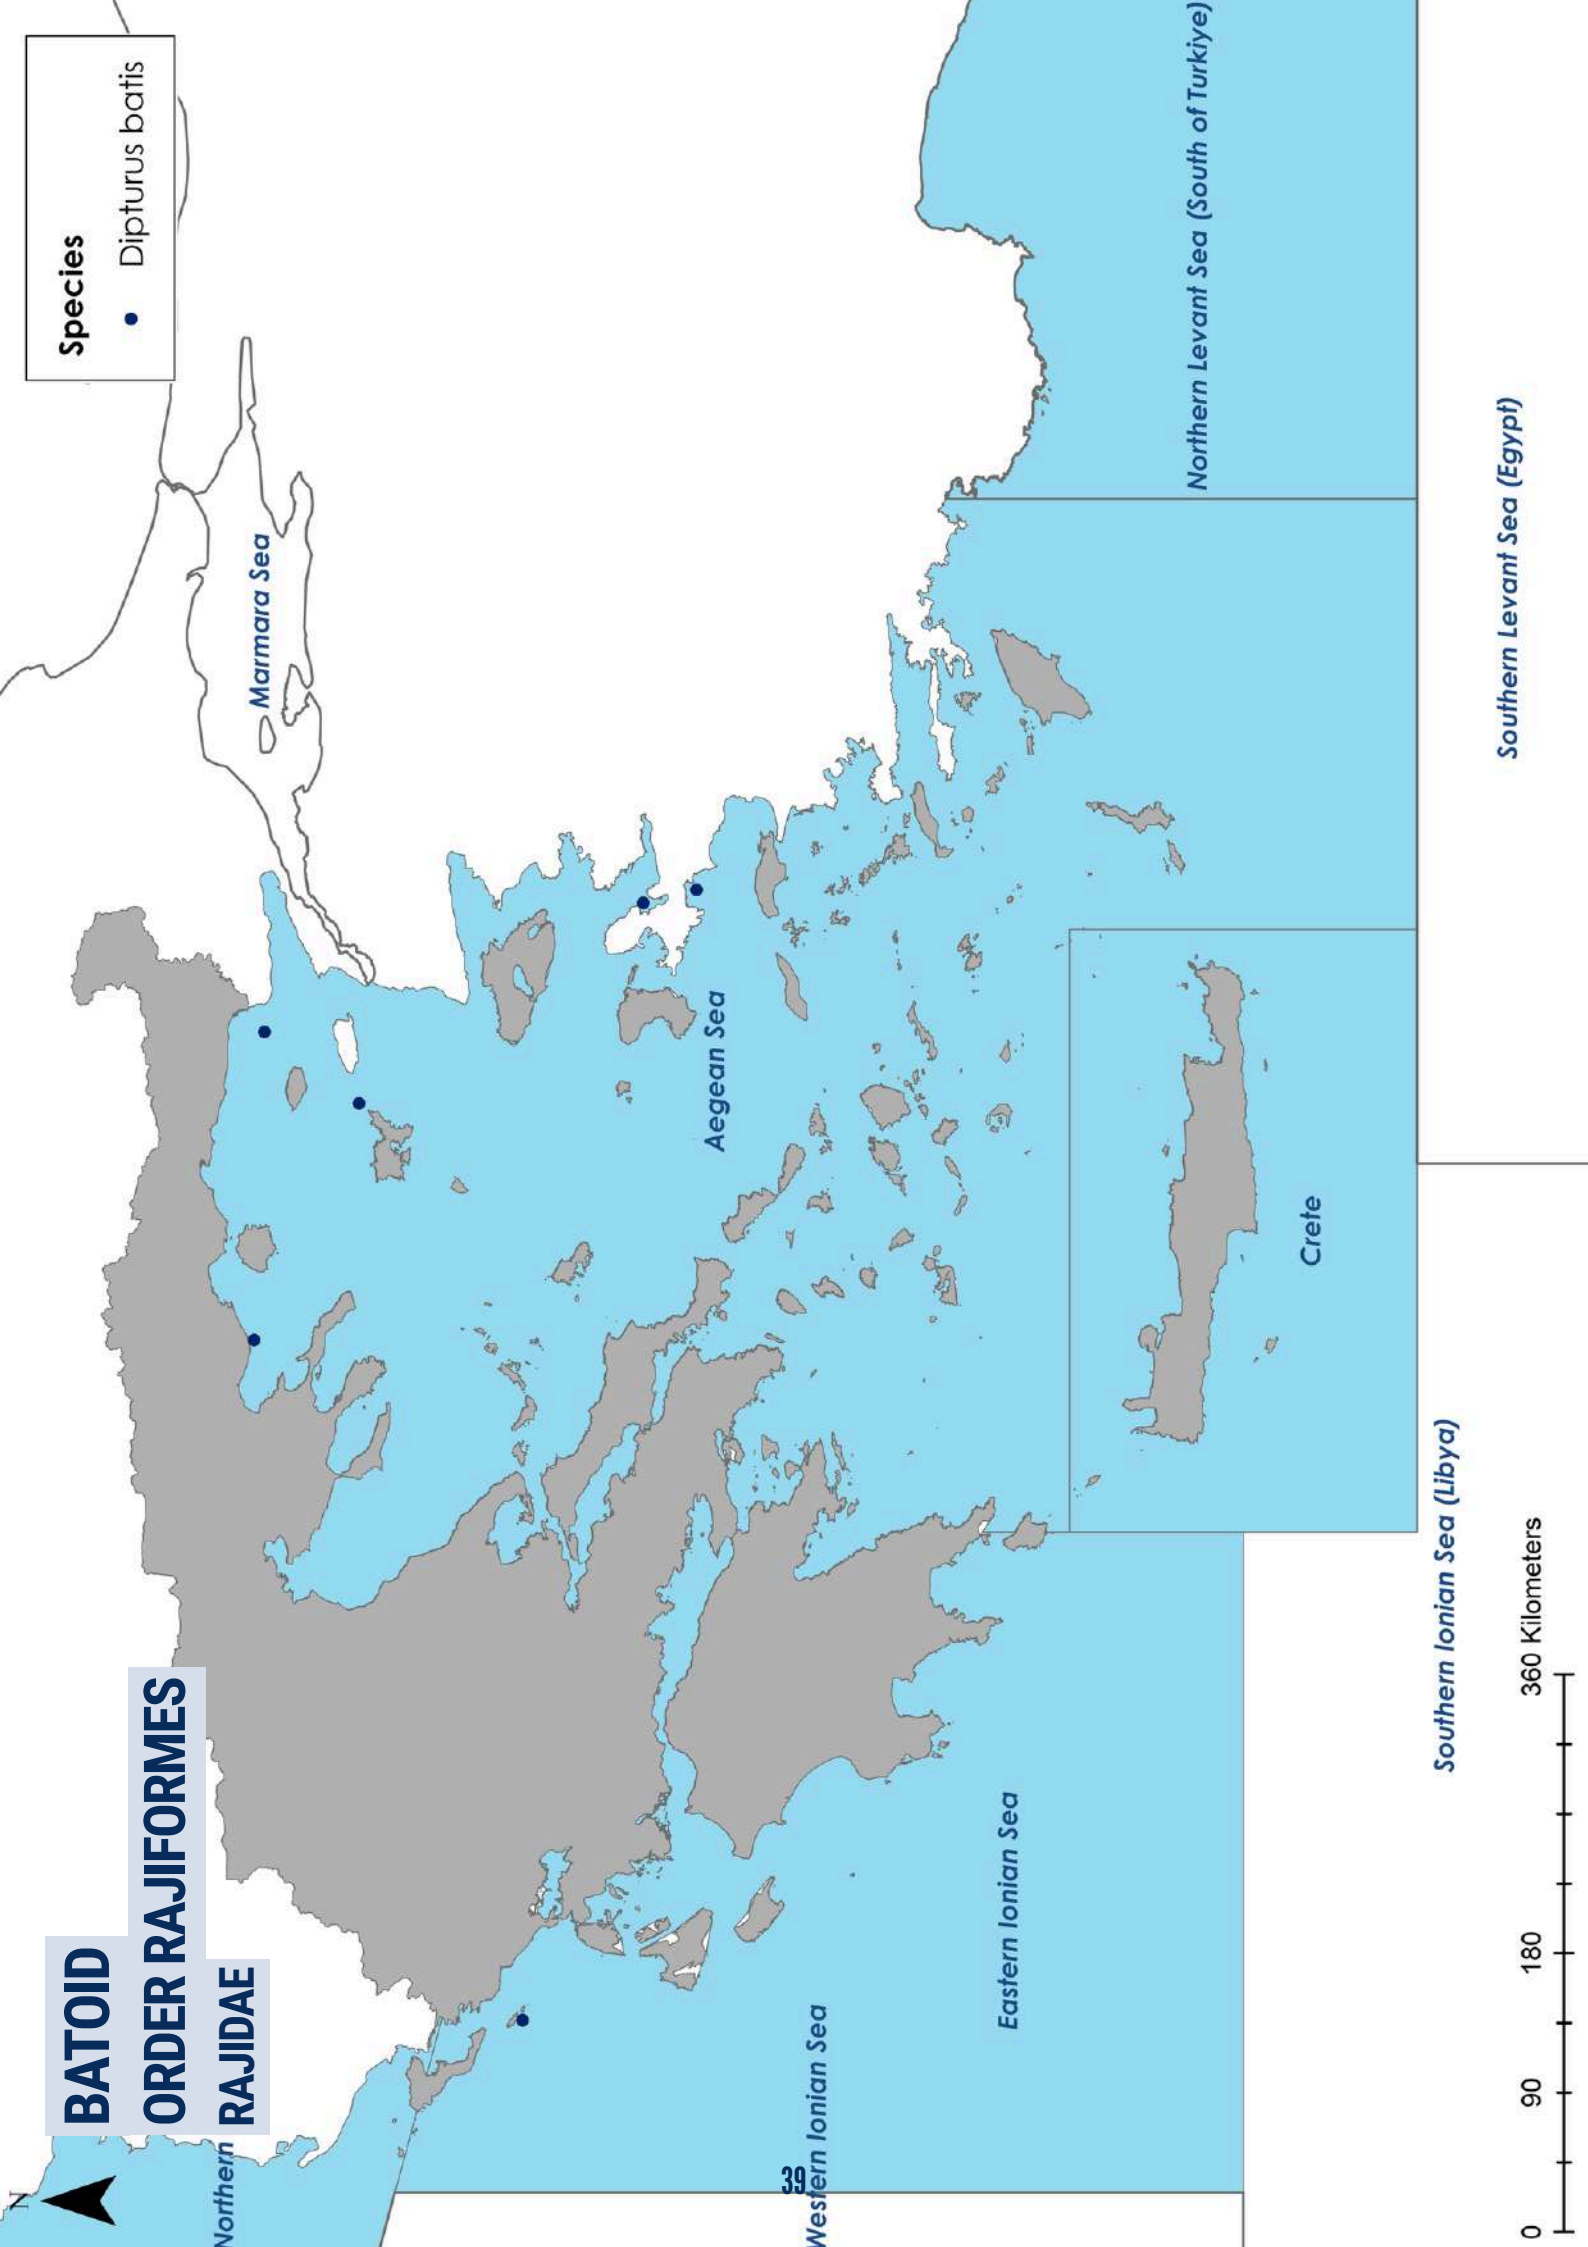 BATOID
ORDER RAJIFORMES
RAJIDAE
N
Species
Dipturus batis
Marmara Sea
Northern
Aegean Sea
Western Ionian Sea
Eastern Ionian Sea
Crete
Northern Levant Sea (South of Turkiye)
Southern Ionian Sea (Libya)
Southern Levant Sea (Egypt)
0 90 180 360 Kilometers
39